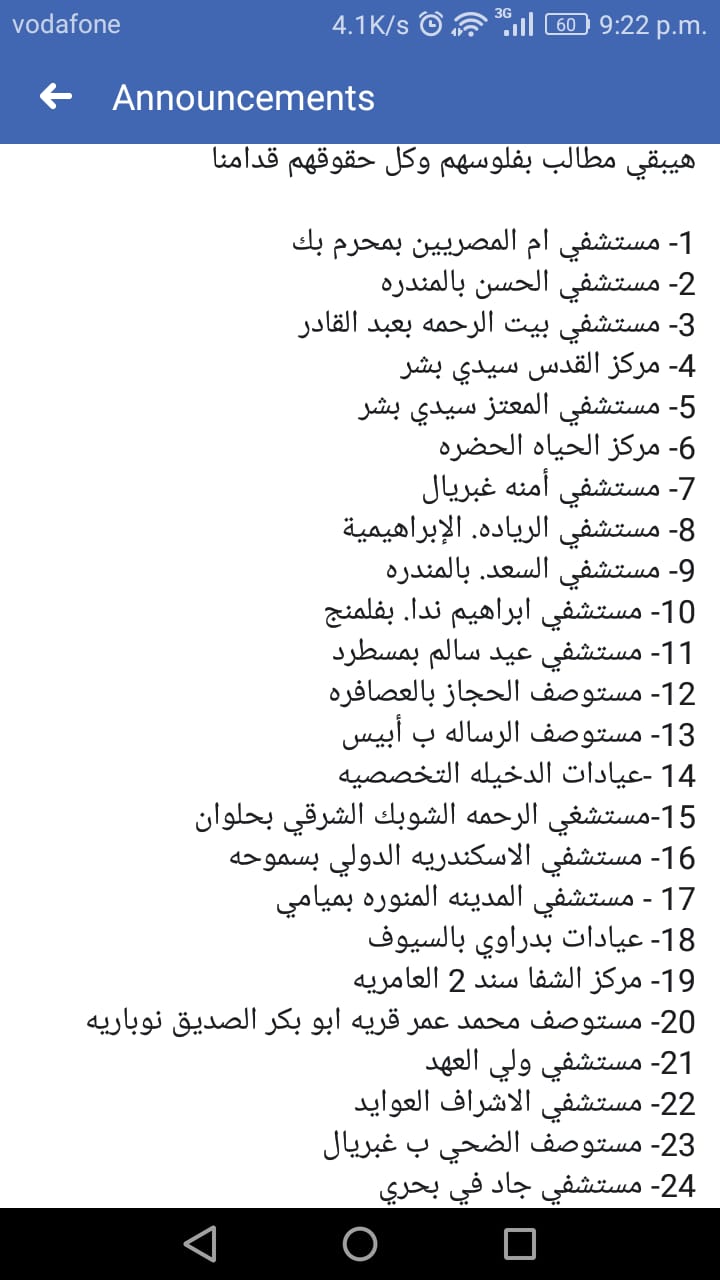 vodafone 4.1K/s 3G 60 9:22 p.m.
Announcements
هيبقي مطالب بفلوسهم وكل حقوقهم قدامنا
1- مستشفي ام المصريين بمحرم بك
2- مستشفي الحسن بالمندره
3- مستشفي بيت الرحمه بعبد القادر
4- مركز القدس سيدي بشر
5- مستشفي المعتز سيدي بشر
6- مركز الحياه الحضره
7- مستشفي أمنه غبريال
8- مستشفي الرياده. الإبراهيمية
9- مستشفي السعد. بالمندره
10- مستشفي ابراهيم ندا. بفلمنج
11- مستشفي عيد سالم بمسطرد
12- مستوصف الحجاز بالعصافره
13- مستوصف الرساله ب أبيس
14 -عيادات الدخيله التخصصيه
15-مستشغي الرحمه الشوبك الشرقي بحلوان
16- مستشفي الاسكندريه الدولي بسموحه
17 - مستشفي المدينه المنوره بميامي
18- عيادات بدراوي بالسيوف
19- مركز الشفا سند 2 العامريه
20- مستوصف محمد عمر قريه ابو بكر الصديق نوباريه
21- مستشفي ولي العهد
22- مستشفي الاشراف العوايد
23- مستوصف الضحي ب غبريال
24- مستشفي جاد في بحري